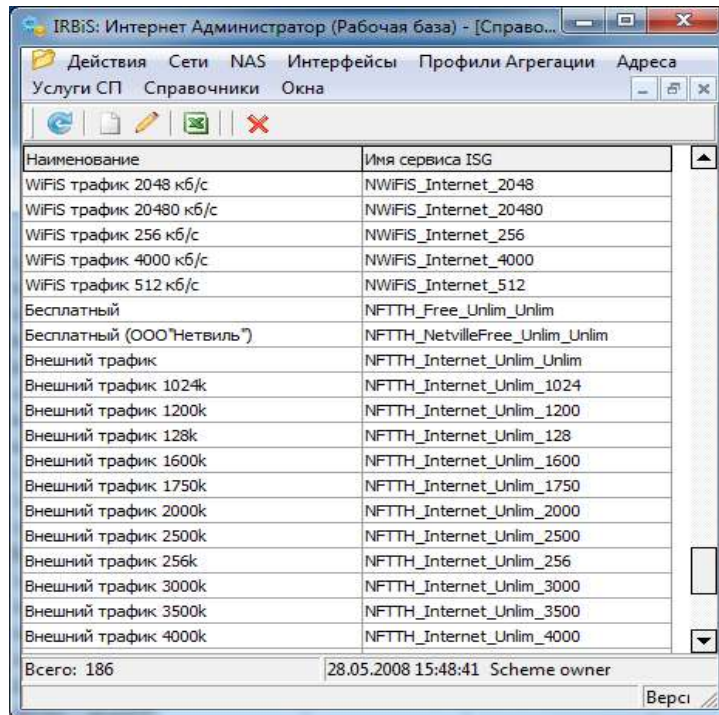 IRBiS: Интернет Администратор (Рабочая база) - [Справо...
Действия Сети NAS Интерфейсы Профили Агрегации Адреса
Услуги СП Справочники Окна
Наименование Имя сервиса ISG
WiFiS трафик 2048 кб/с NWiFiS_Internet_2048
WiFiS трафик 20480 кб/с NWiFiS_Internet_20480
WiFiS трафик 256 кб/с NWiFiS_Internet_256
WiFiS трафик 4000 кб/с NWiFiS_Internet_4000
WiFiS трафик 512 кб/с NWiFiS_Internet_512
Бесплатный NFTTH_Free_Unlim_Unlim
Бесплатный (ООО"Нетвиль") NFTTH_NetvilleFree_Unlim_Unlim
Внешний трафик NFTTH_Internet_Unlim_Unlim
Внешний трафик 1024k NFTTH_Internet_Unlim_1024
Внешний трафик 1200k NFTTH_Internet_Unlim_1200
Внешний трафик 128k NFTTH_Internet_Unlim_128
Внешний трафик 1600k NFTTH_Internet_Unlim_1600
Внешний трафик 1750k NFTTH_Internet_Unlim_1750
Внешний трафик 2000k NFTTH_Internet_Unlim_2000
Внешний трафик 2500k NFTTH_Internet_Unlim_2500
Внешний трафик 256k NFTTH_Internet_Unlim_256
Внешний трафик 3000k NFTTH_Internet_Unlim_3000
Внешний трафик 3500k NFTTH_Internet_Unlim_3500
Внешний трафик 4000k NFTTH_Internet_Unlim_4000
Всего: 186 28.05.2008 15:48:41 Scheme owner
Верси